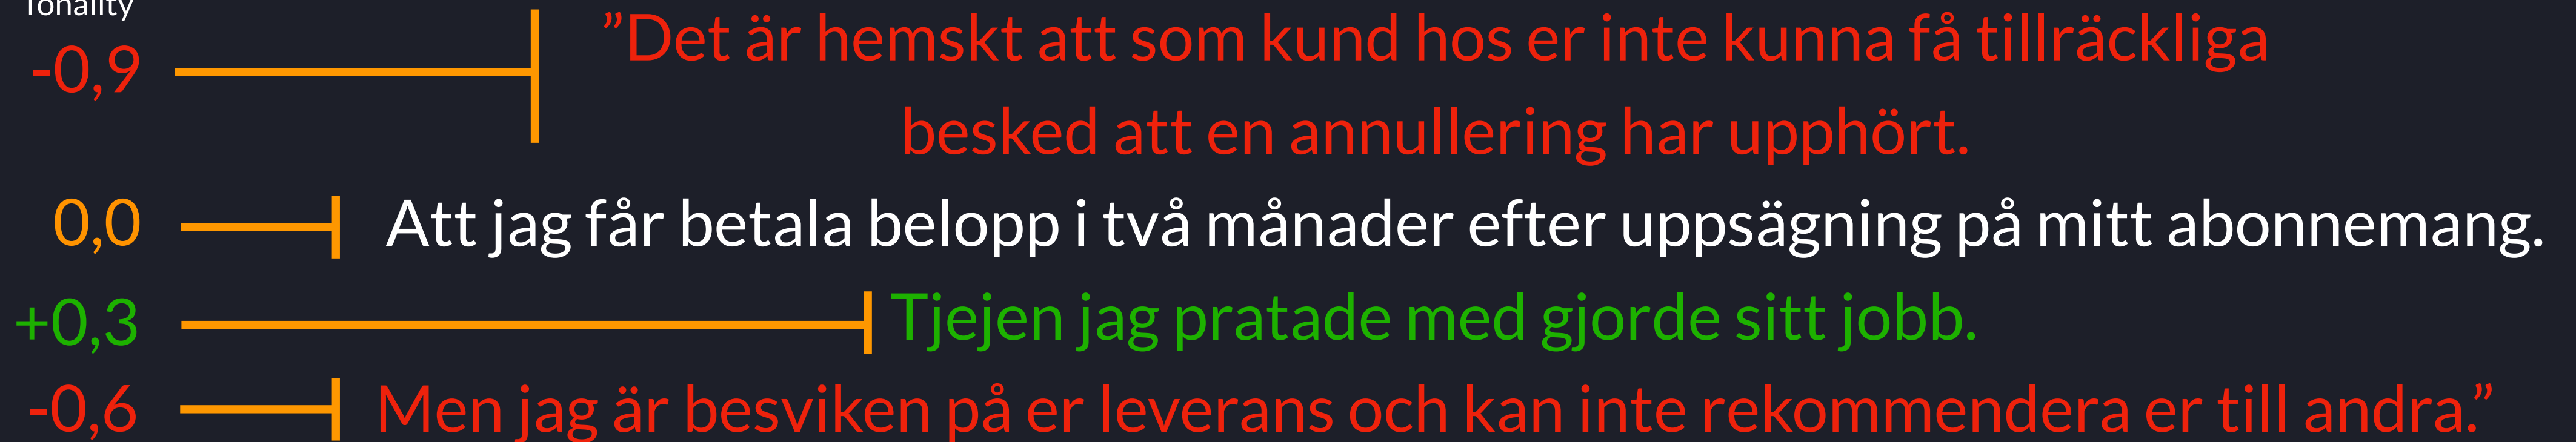 Tonality
-0,9
"Det är hemskt att som kund hos er inte kunna få tillräckliga
besked att en annullering har upphört.
0,0
Att jag får betala belopp i två månader efter uppsägning på mitt abonnemang.
+0,3
Tjejen jag pratade med gjorde sitt jobb.
-0,6
Men jag är besviken på er leverans och kan inte rekommendera er till andra."